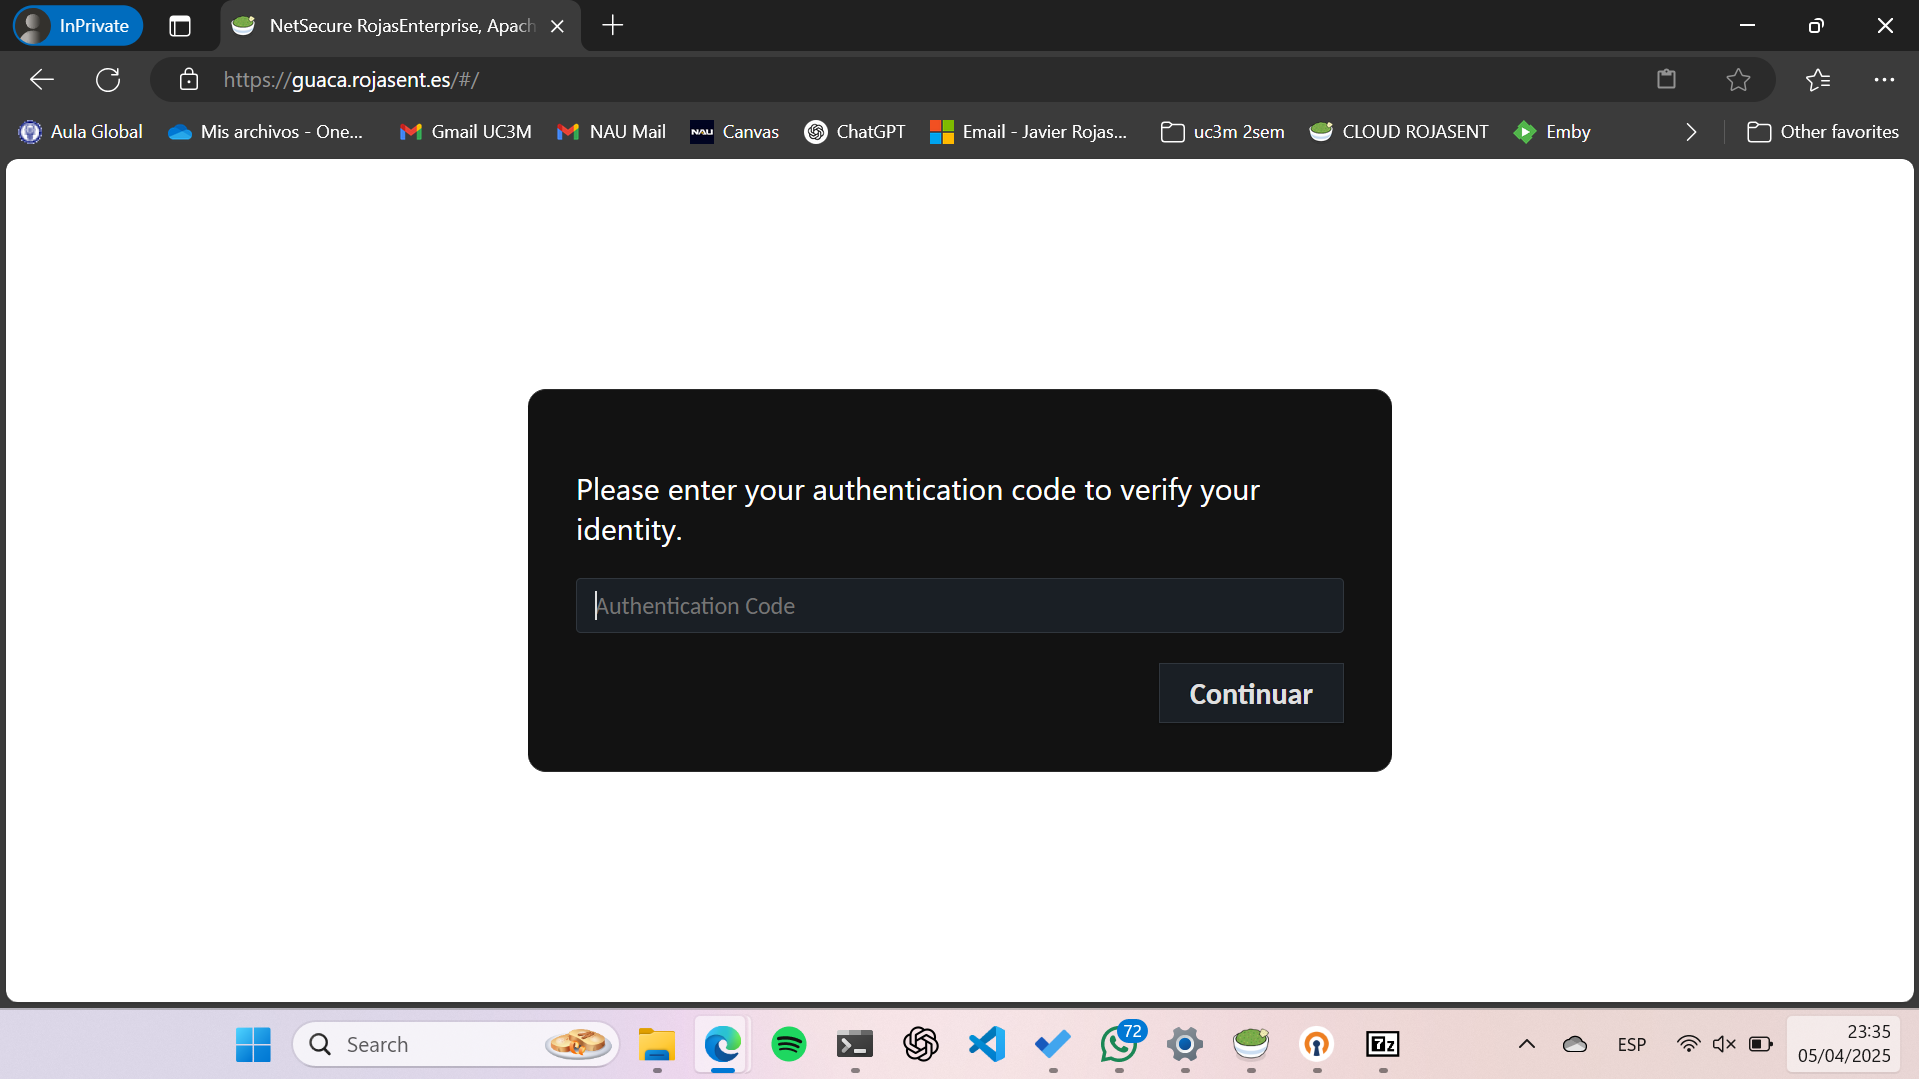 InPrivate
NetSecure RojasEnterprise, Apach
https://guaca.rojasent.es/#/
Aula Global
Mis archivos - One...
Gmail UC3M
NAU Mail
NAU
Canvas
ChatGPT
Email - Javier Rojas...
uc3m 2sem
CLOUD ROJASENT
Emby
Other favorites
Please enter your authentication code to verify your
identity.
Authentication Code
Continuar
Search
72
7z
ESP
23:35
05/04/2025